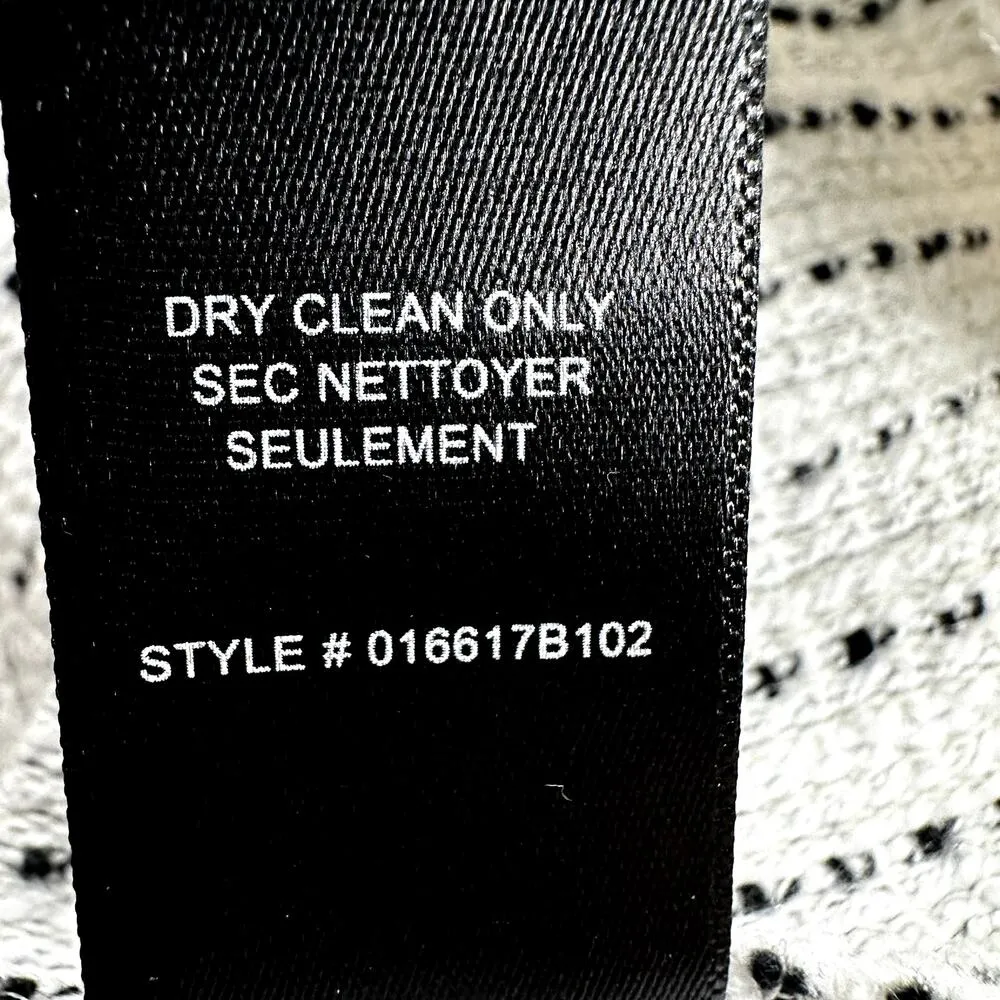 DRY CLEAN ONLY
SEC NETTOYER
SEULEMENT
STYLE # 016617B102